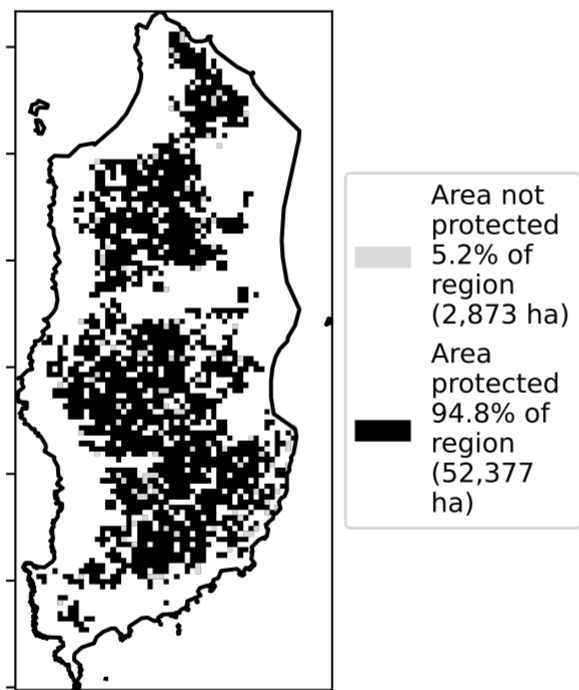 Area not
protected
5.2% of
region
(2,873 ha)
Area
protected
94.8% of
region
(52,377
ha)